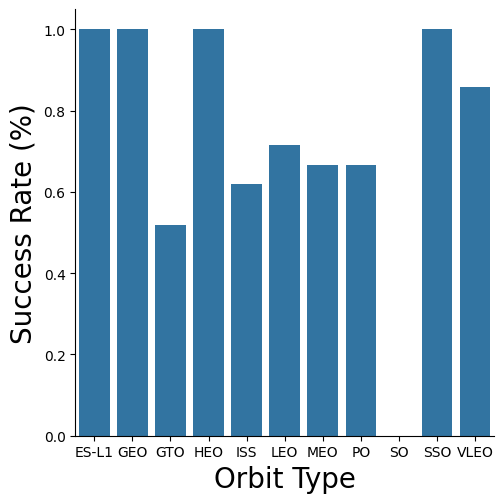 Success Rate (%)
1.0
0.8
0.6
0.4
0.2
0.0
ES-L1 GEO GTO HEO ISS LEO MEO PO SO SSO VLEO
Orbit Type